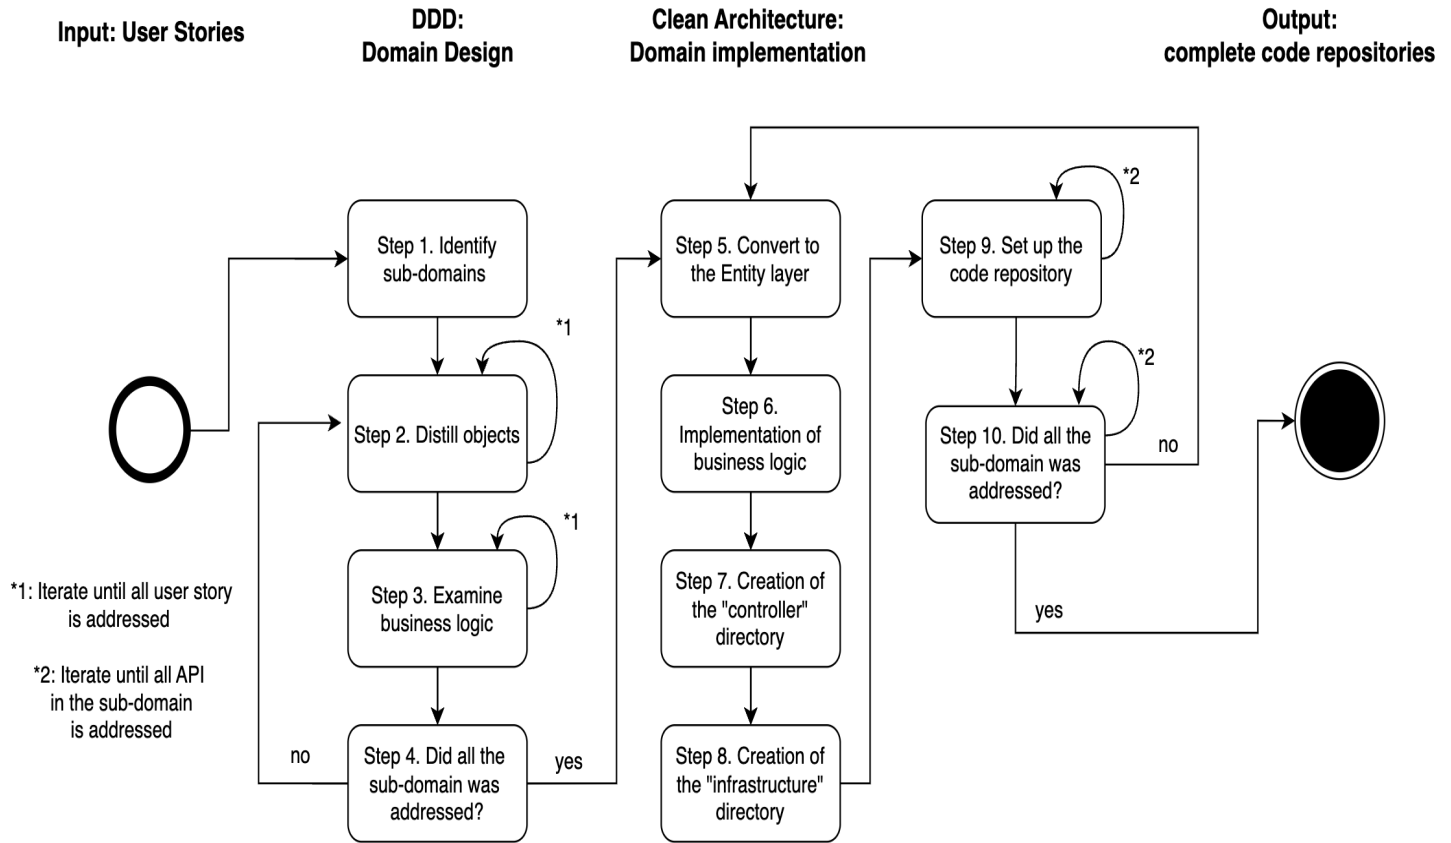 Input: User Stories
DDD:
Domain Design
Clean Architecture:
Domain implementation
Output:
complete code repositories
Step 1. Identify
sub-domains
*1
Step 2. Distill objects
*1
Step 3. Examine
business logic
Step 4. Did all the
sub-domain was
addressed?
no
yes
Step 5. Convert to
the Entity layer
Step 6.
Implementation of
business logic
Step 7. Creation of
the "controller"
directory
Step 8. Creation of
the "infrastructure"
directory
*2
Step 9. Set up the
code repository
*2
Step 10. Did all the
sub-domain was
addressed?
no
yes
*1: Iterate until all user story
is addressed
*2: Iterate until all API
in the sub-domain
is addressed